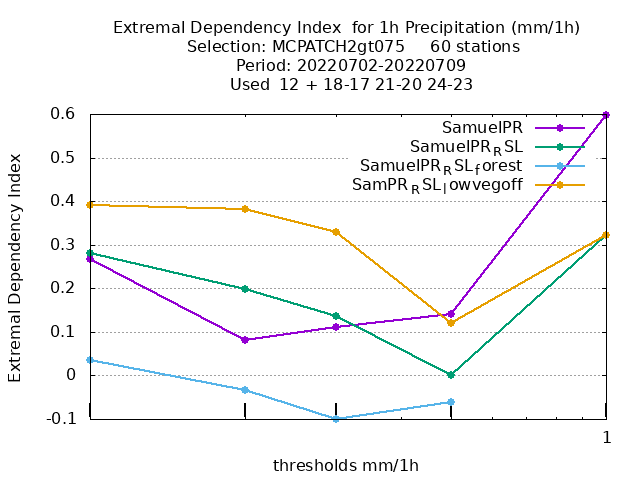 Extremal Dependency Index  for 1h Precipitation (mm/1h)
Selection: MCPATCH2gt075     60 stations
Period: 20220702-20220709
Used  12 + 18-17 21-20 24-23
SamuelPR
SamuelPR_RSL
SamuelPR_RSL_forest
SamPR_RSL_lowvegoff
0.6
0.5
0.4
0.3
0.2
0.1
0
-0.1
Extremal Dependency Index
1
thresholds mm/1h